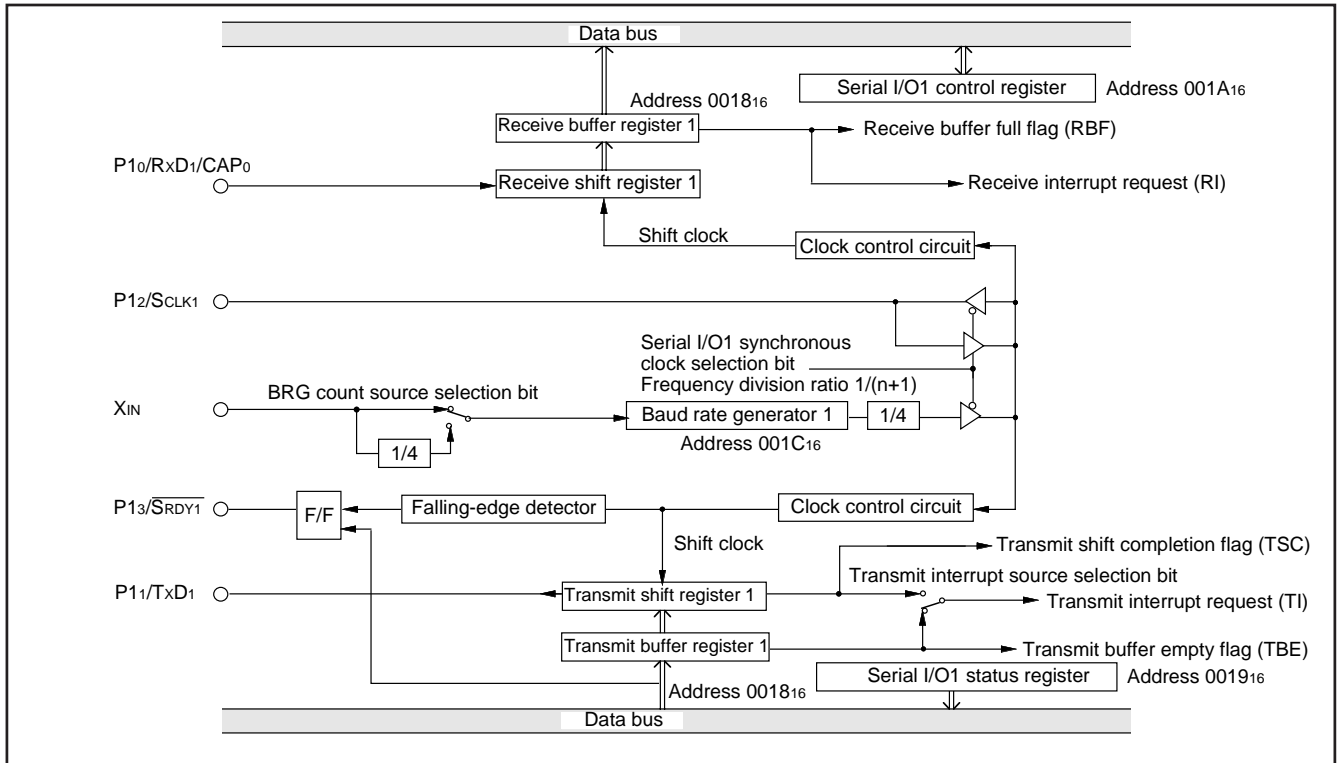 Data bus
Serial I/O1 control register
Address 001A16
Address 001816
Receive buffer register 1
Receive buffer full flag (RBF)
P10/RXD1/CAP0
Receive shift register 1
Receive interrupt request (RI)
Shift clock
Clock control circuit
P12/SCLK1
Serial I/O1 synchronous
clock selection bit
Frequency division ratio 1/(n+1)
BRG count source selection bit
XIN
Baud rate generator 1
1/4
Address 001C16
1/4
P13/S̅R̅D̅Y̅1̅
F/F
Falling-edge detector
Clock control circuit
Shift clock
Transmit shift completion flag (TSC)
Transmit interrupt source selection bit
P11/TXD1
Transmit shift register 1
Transmit interrupt request (TI)
Transmit buffer register 1
Transmit buffer empty flag (TBE)
Address 001816
Serial I/O1 status register
Address 001916
Data bus